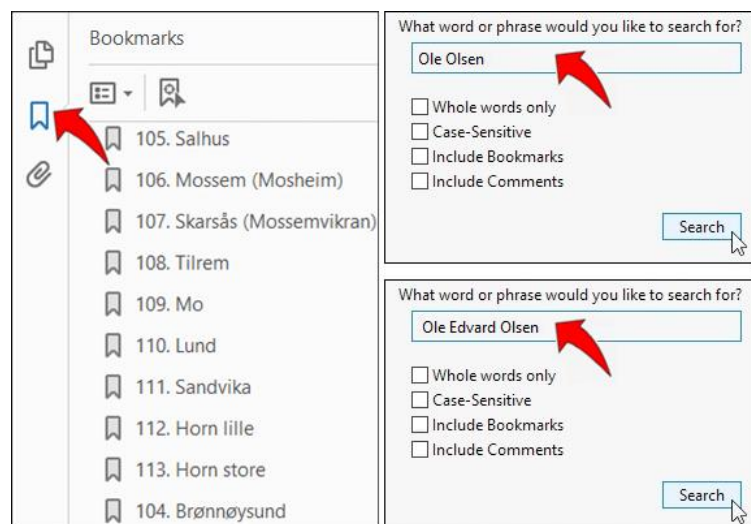 Bookmarks
105. Salhus
106. Mossem (Mosheim)
107. Skarsås (Mossemvikran)
108. Tilrem
109. Mo
110. Lund
111. Sandvika
112. Horn lille
113. Horn store
104. Brønnøysund
What word or phrase would you like to search for?
Ole Olsen
Whole words only
Case-Sensitive
Include Bookmarks
Include Comments
Search
What word or phrase would you like to search for?
Ole Edvard Olsen
Whole words only
Case-Sensitive
Include Bookmarks
Include Comments
Search